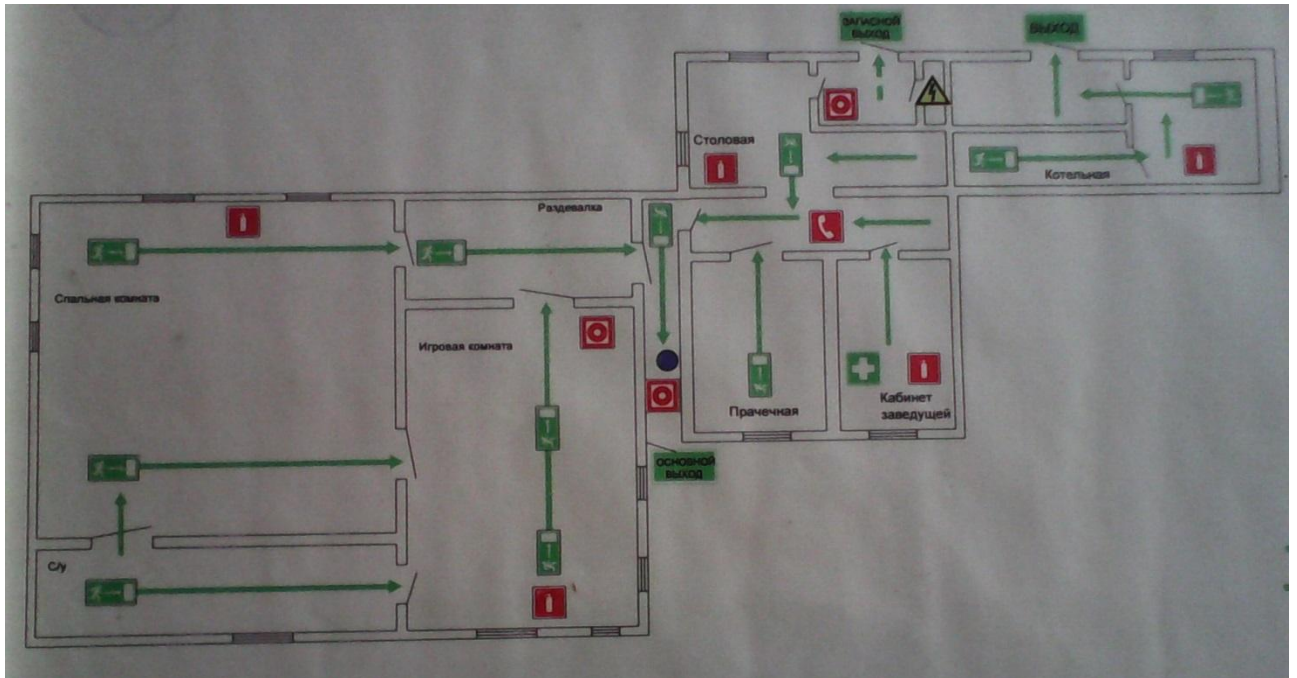 ЗАПАСНОЙ
ВЫХОД
ВЫХОД
Столовая
Котельная
Раздевалка
Спальная комната
Игровая комната
Прачечная
Кабинет
заведущей
ОСНОВНОЙ
ВЫХОД
С/у